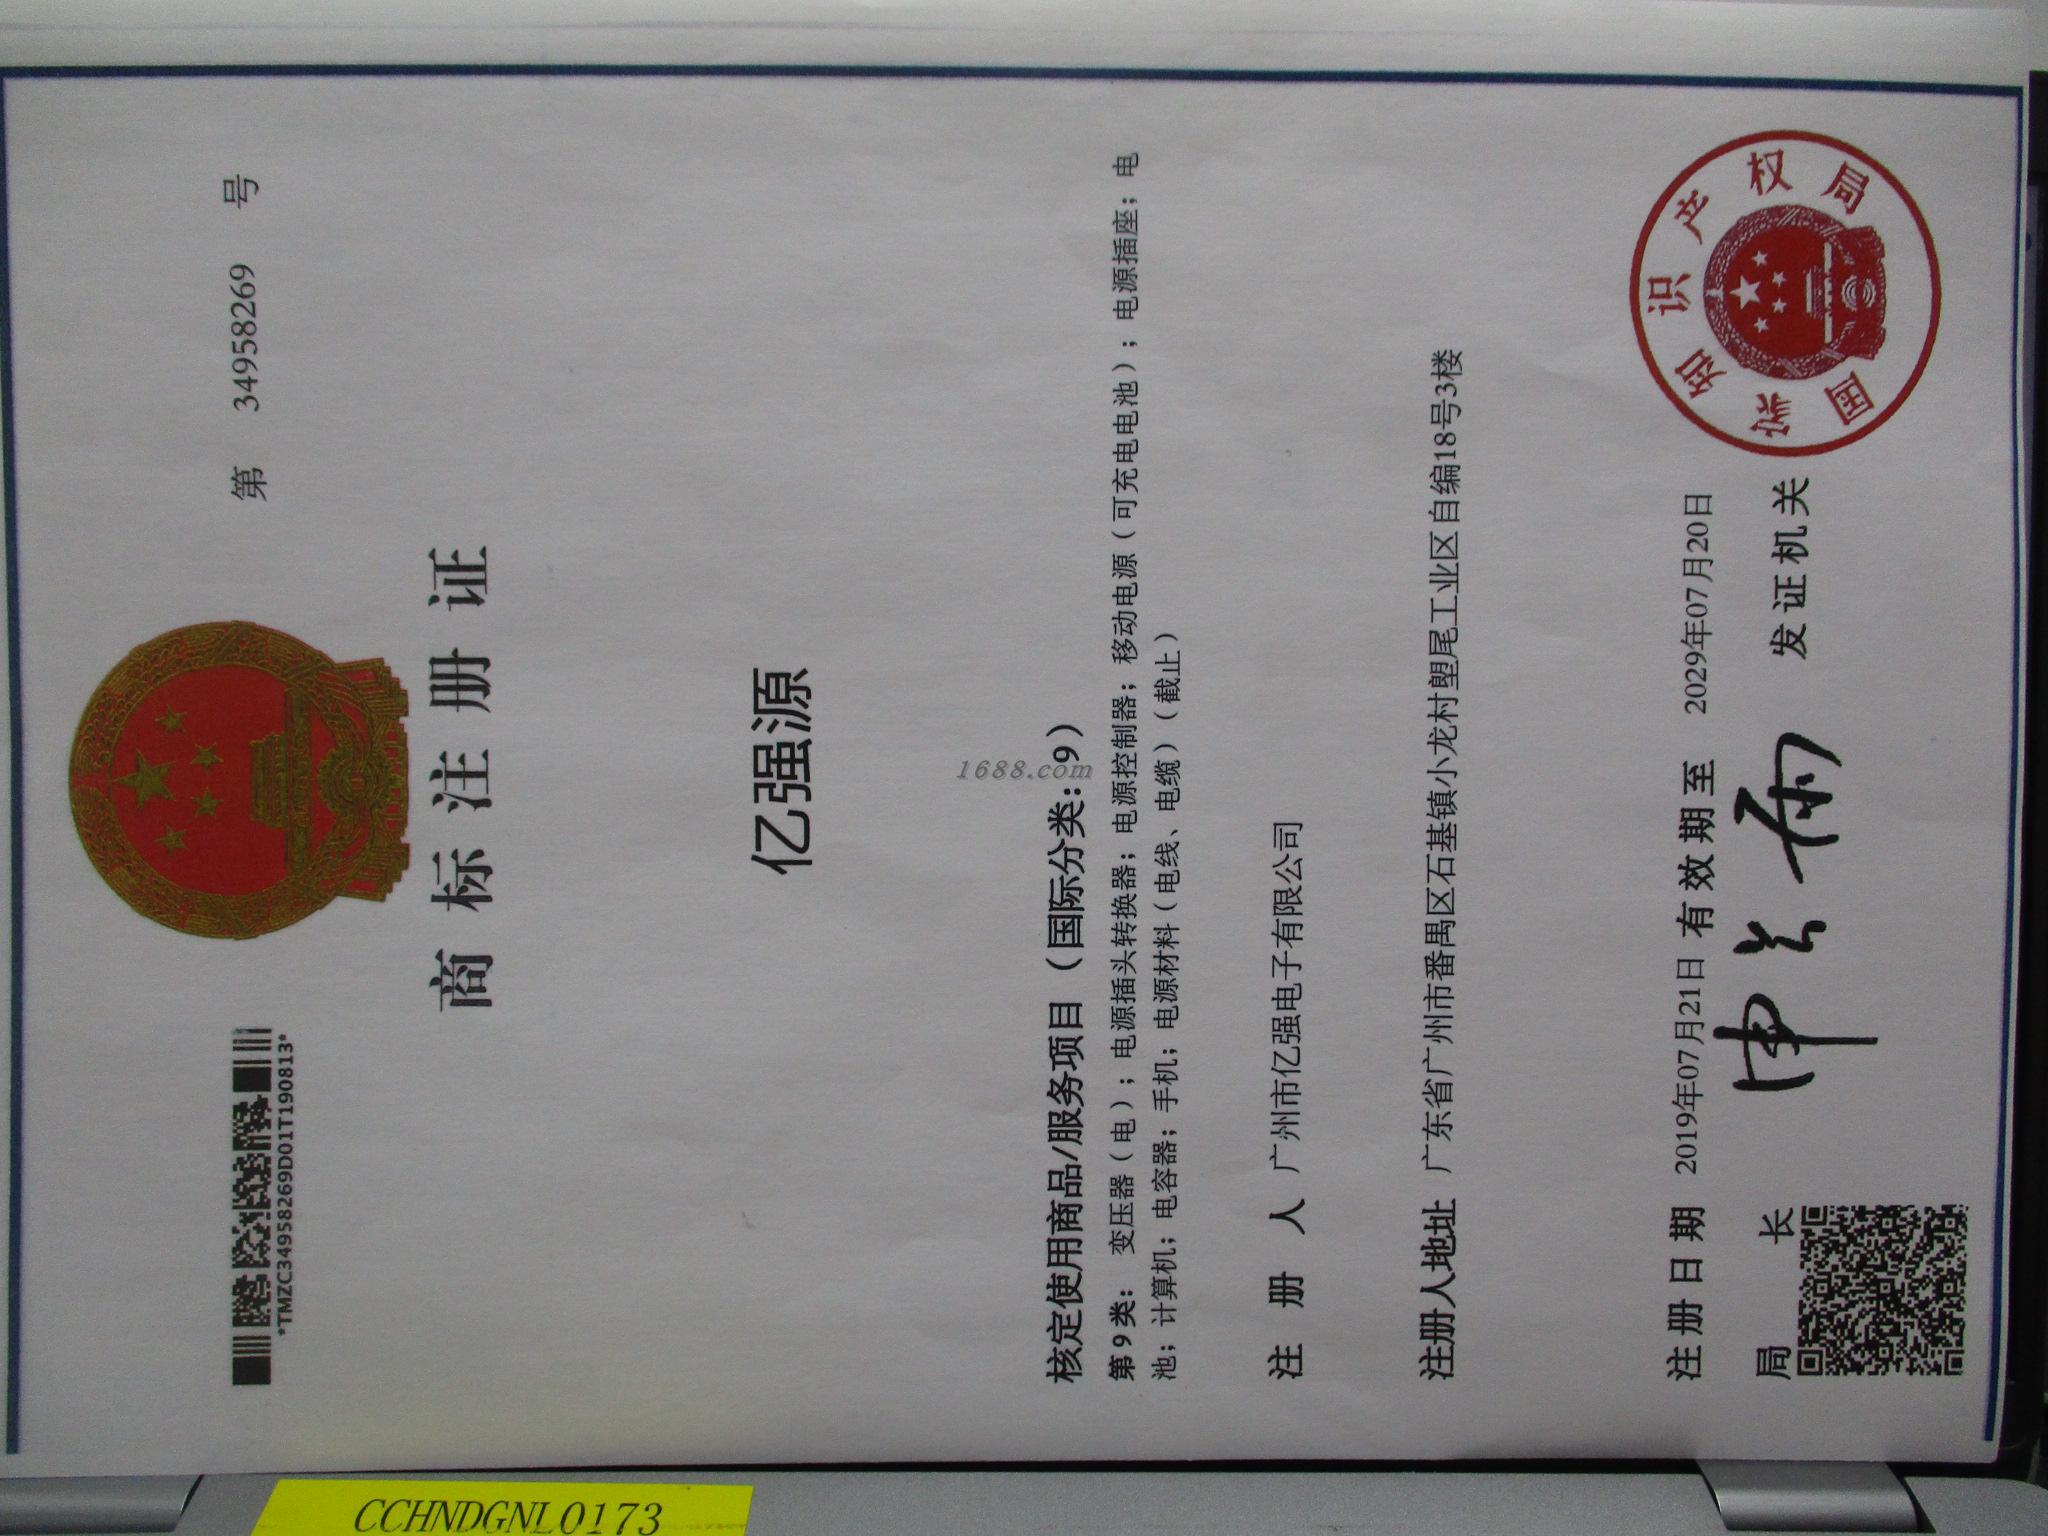 *TMZC34958269D01T190813*
第 34958269 号
商标注册证
亿强源
1688.com
核定使用商品/服务项目（国际分类：9）
第9类： 变压器（电）；电源插头转换器；电源控制器；移动电源（可充电电池）；电源插座；电
池；计算机；电容器；手机；电源材料（电线、电缆）（截止）
注 册 人 广州市亿强电子有限公司
注册人地址 广东省广州市番禺区石基镇小龙村塱尾工业区自编18号3楼
注 册 日 期 2019年07月21日 有 效 期 至 2029年07月20日
局 长 申长雨 发 证 机 关
国家知识产权局
CCHNDGNL0173